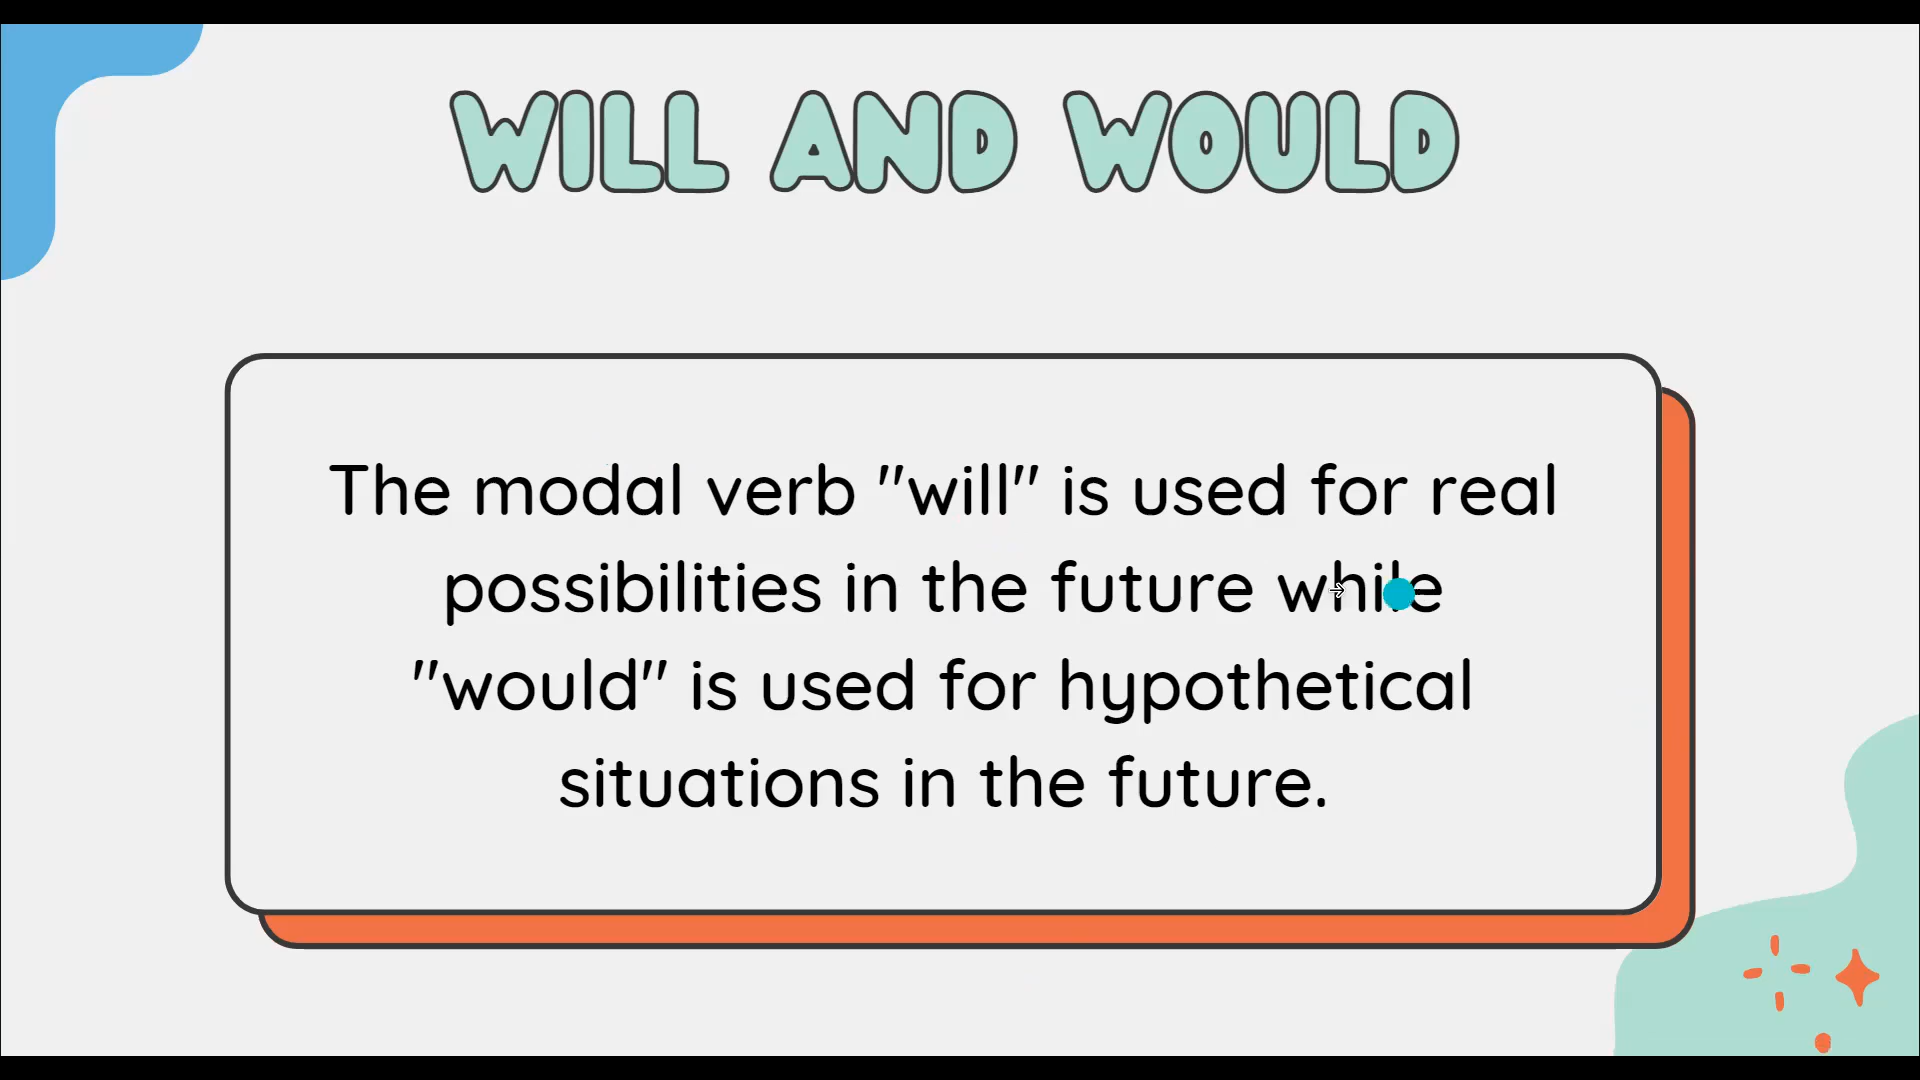 WILL AND WOULD
The modal verb "will" is used for real
possibilities in the future while
"would" is used for hypothetical
situations in the future.